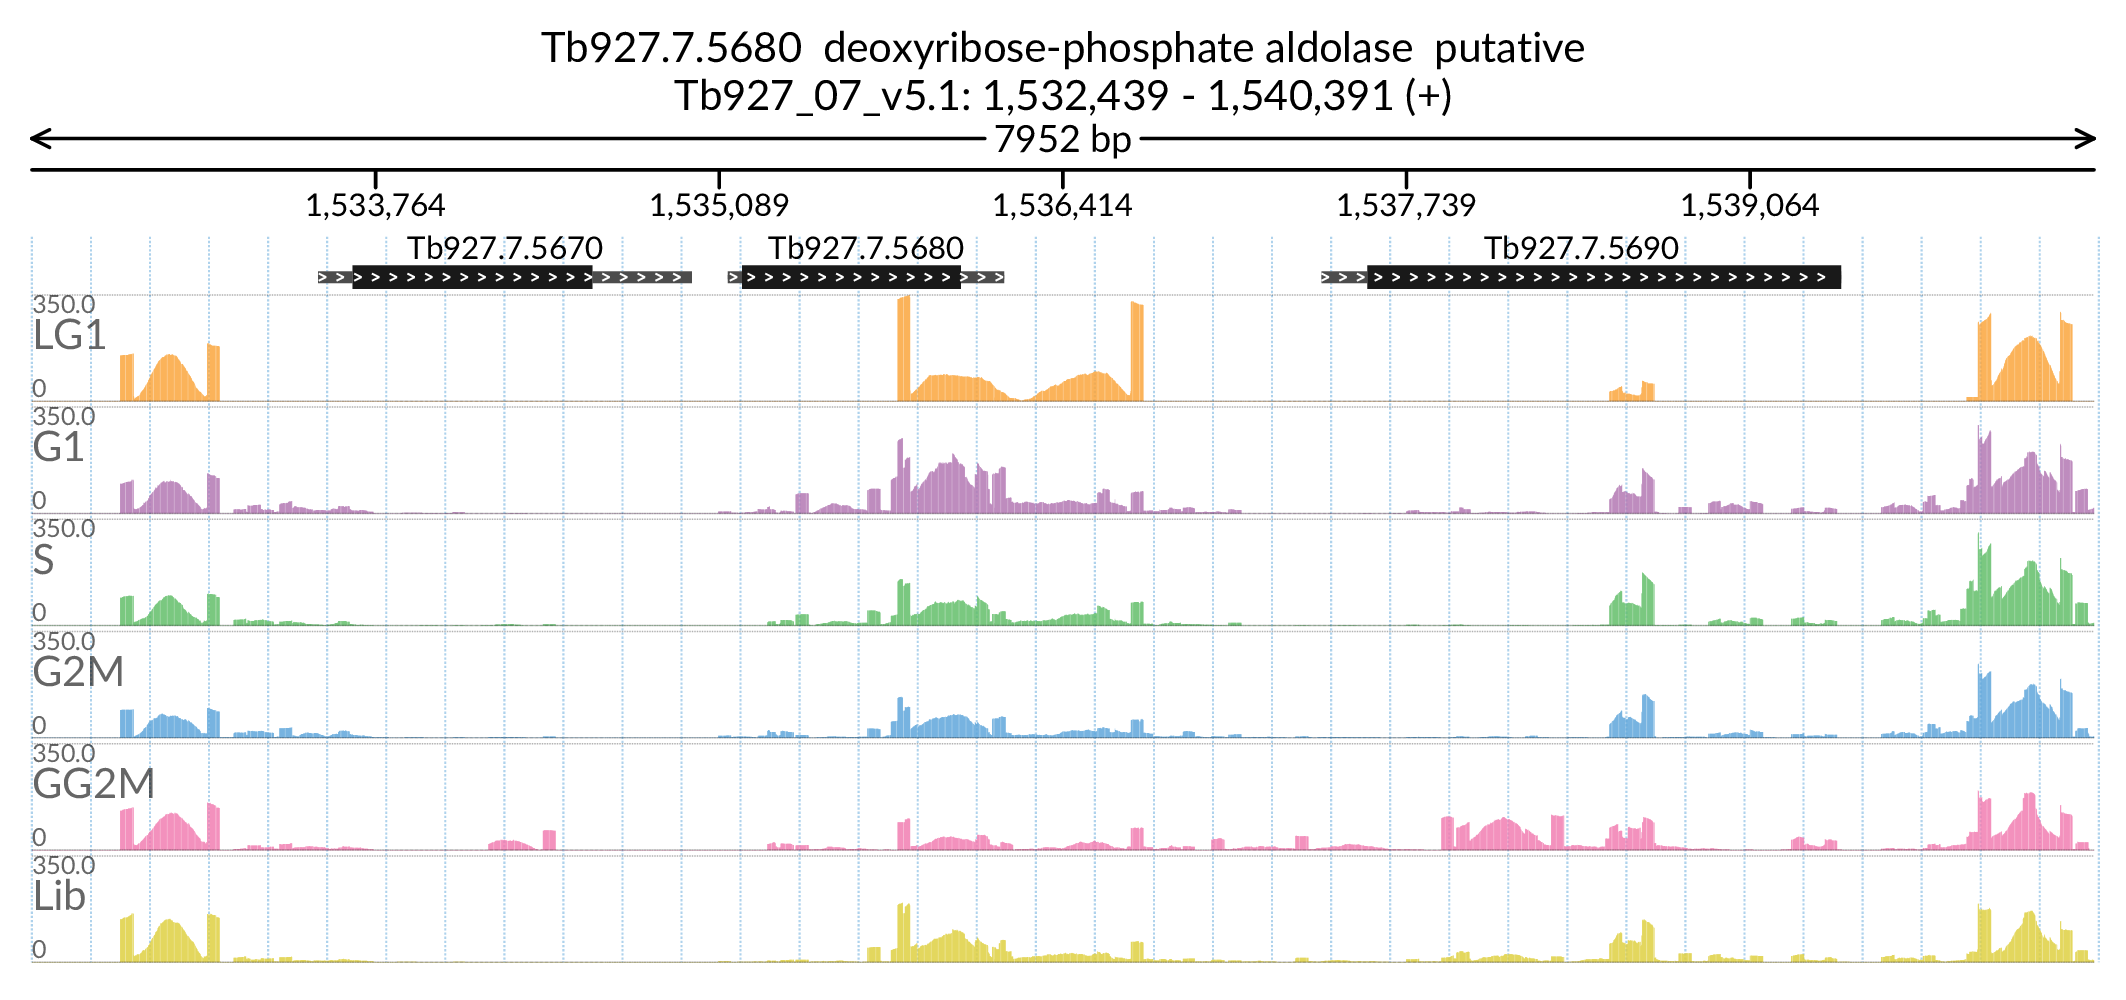 Tb927.7.5680 deoxyribose-phosphate aldolase putative
Tb927_07_v5.1: 1,532,439 - 1,540,391 (+)
7952 bp
1,533,764 1,535,089 1,536,414 1,537,739 1,539,064
Tb927.7.5670 Tb927.7.5680 Tb927.7.5690
350.0
LG1
0
350.0
G1
0
350.0
S
0
350.0
G2M
0
350.0
GG2M
0
350.0
Lib
0